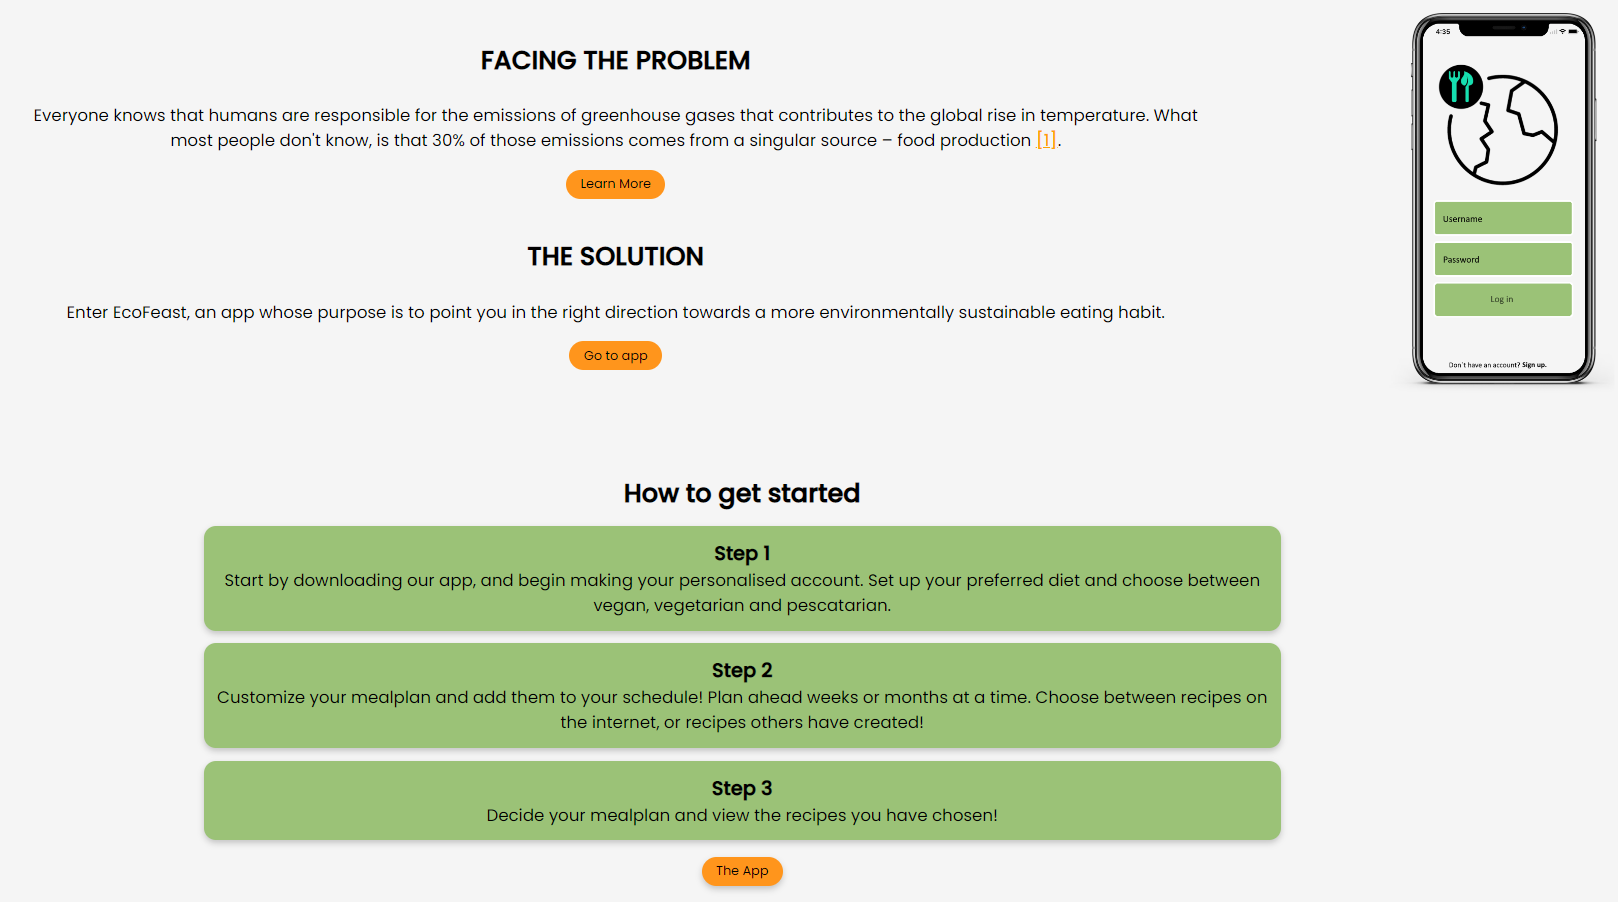 FACING THE PROBLEM
Everyone knows that humans are responsible for the emissions of greenhouse gases that contributes to the global rise in temperature. What
most people don't know, is that 30% of those emissions comes from a singular source – food production [1].
Learn More
THE SOLUTION
Enter EcoFeast, an app whose purpose is to point you in the right direction towards a more environmentally sustainable eating habit.
Go to app
4:35
Username
Password
Log in
Don't have an account? Sign up.
How to get started
Step 1
Start by downloading our app, and begin making your personalised account. Set up your preferred diet and choose between
vegan, vegetarian and pescatarian.
Step 2
Customize your mealplan and add them to your schedule! Plan ahead weeks or months at a time. Choose between recipes on
the internet, or recipes others have created!
Step 3
Decide your mealplan and view the recipes you have chosen!
The App